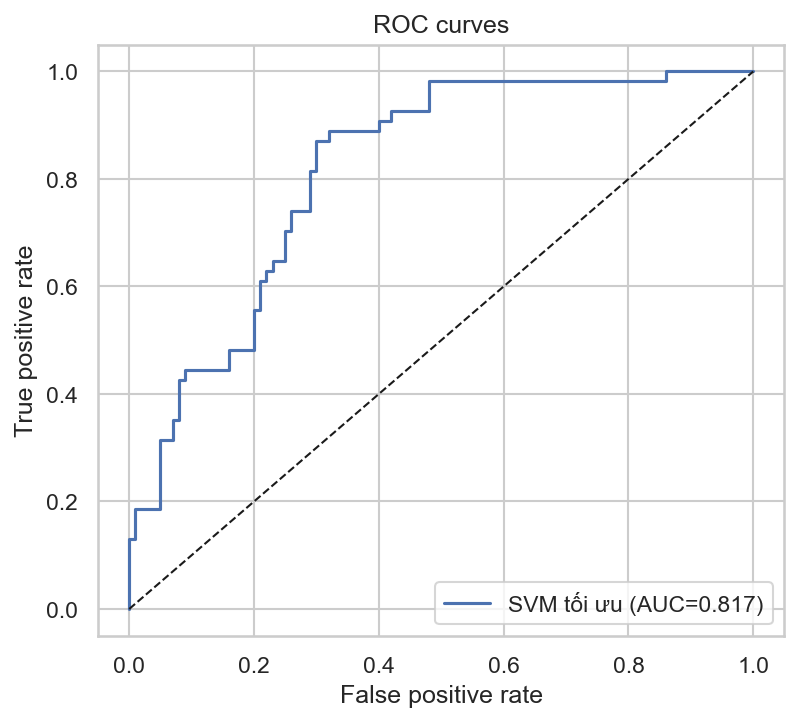 ROC curves
1.0
0.8
0.6
0.4
0.2
0.0
True positive rate
SVM tối ưu (AUC=0.817)
0.0 0.2 0.4 0.6 0.8 1.0
False positive rate